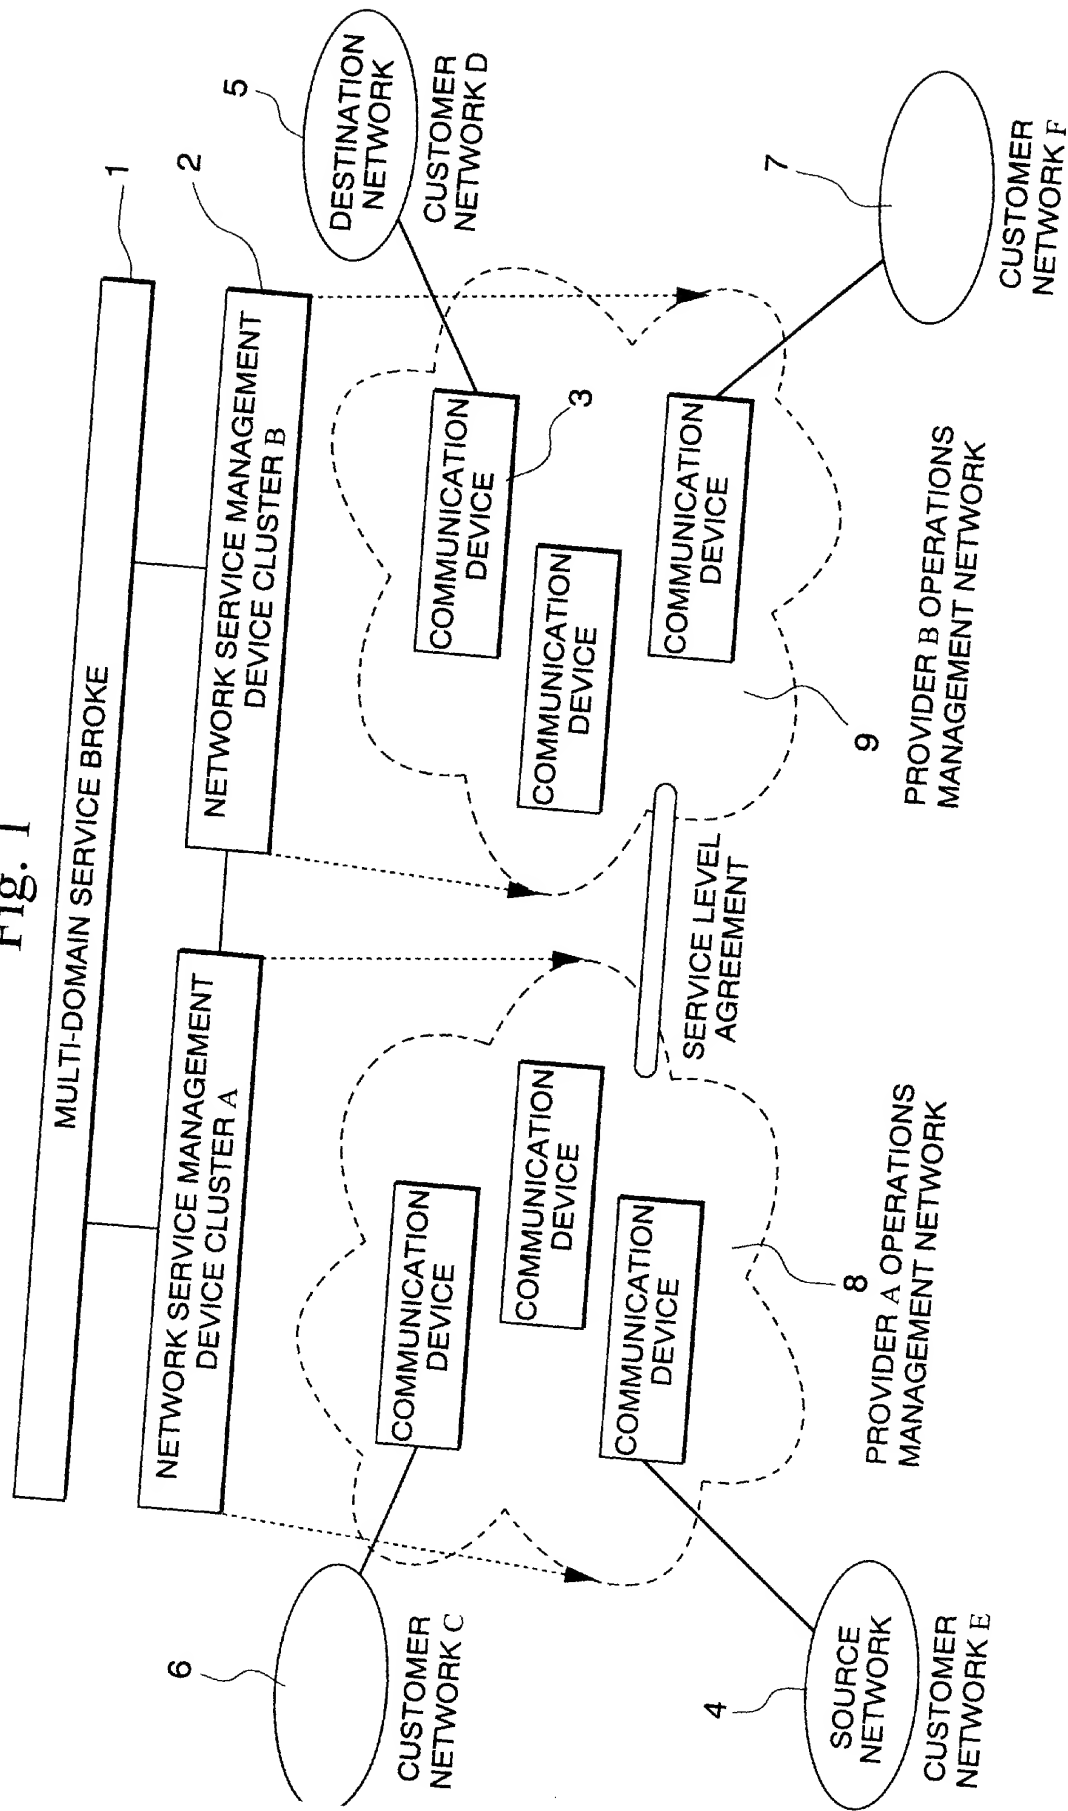 Fig. 1
MULTI-DOMAIN SERVICE BROKE
1
NETWORK SERVICE MANAGEMENT
DEVICE CLUSTER A
NETWORK SERVICE MANAGEMENT
DEVICE CLUSTER B
2
6
CUSTOMER
NETWORK C
COMMUNICATION
DEVICE
COMMUNICATION
DEVICE
COMMUNICATION
DEVICE
8
SERVICE LEVEL
AGREEMENT
COMMUNICATION
DEVICE
3
COMMUNICATION
DEVICE
COMMUNICATION
DEVICE
9
5
DESTINATION
NETWORK
CUSTOMER
NETWORK D
4
SOURCE
NETWORK
CUSTOMER
NETWORK E
PROVIDER A OPERATIONS
MANAGEMENT NETWORK
PROVIDER B OPERATIONS
MANAGEMENT NETWORK
7
CUSTOMER
NETWORK F